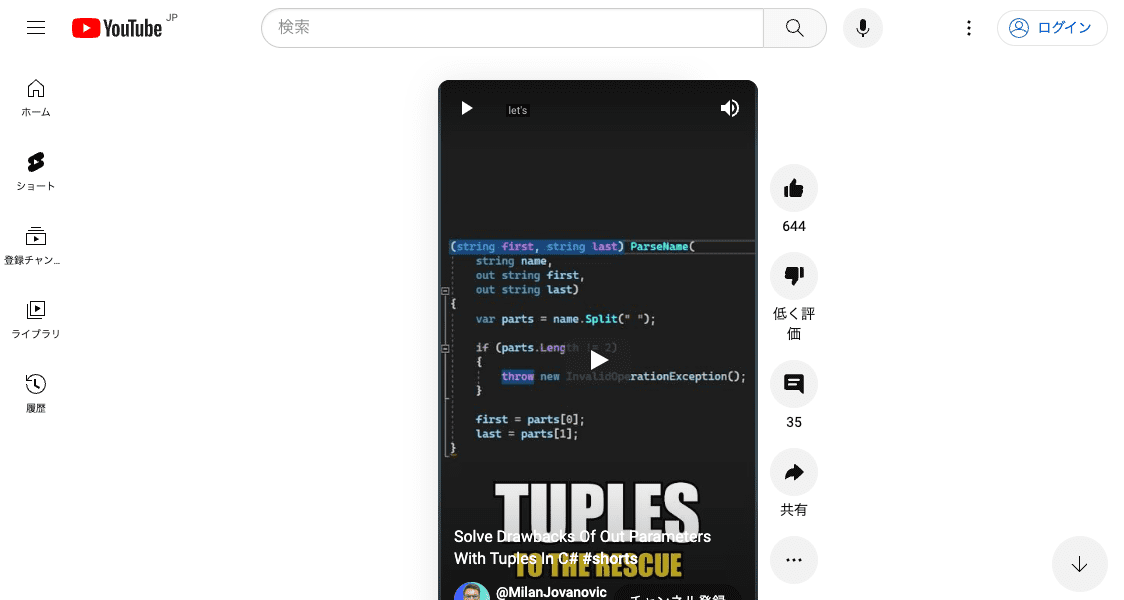 YouTube JP
検索
ログイン
ホーム
ショート
登録チャン...
ライブラリ
履歴
let's
(string first, string last) ParseName(
string name,
out string first,
out string last)
{
var parts = name.Split(" ");
if (parts.Length != 2)
{
throw new InvalidOperationException();
}
first = parts[0];
last = parts[1];
}
TUPLES
TO THE RESCUE
Solve Drawbacks Of Out Parameters
With Tuples In C# #shorts
@MilanJovanovic
チャンネル登録
644
低く評
価
35
共有